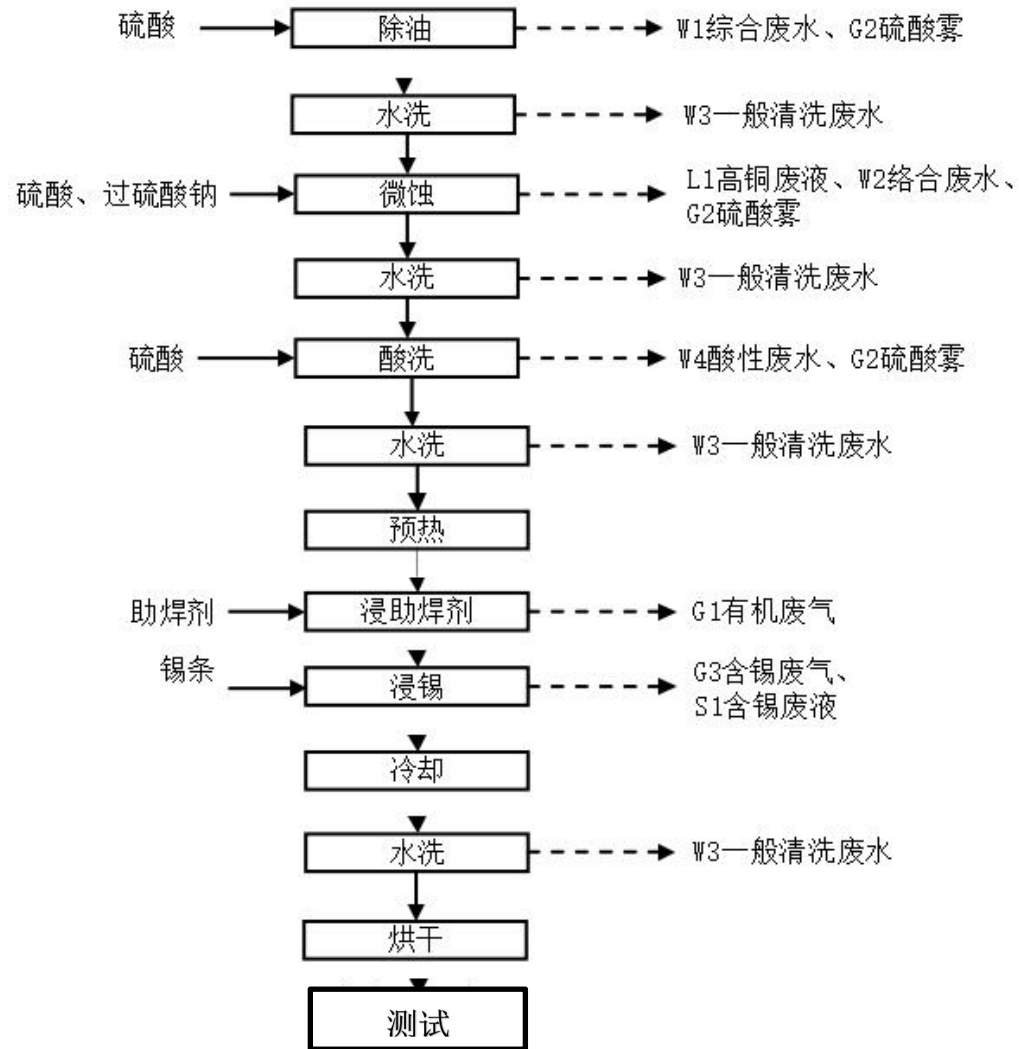 硫酸 除油 W1综合废水、G2硫酸雾
水洗 W3一般清洗废水
硫酸、过硫酸钠 微蚀 L1高铜废液、W2络合废水、
G2硫酸雾
水洗 W3一般清洗废水
硫酸 酸洗 W4酸性废水、G2硫酸雾
水洗 W3一般清洗废水
预热
助焊剂 浸助焊剂 G1有机废气
锡条 浸锡 G3含锡废气、
S1含锡废液
冷却
水洗 W3一般清洗废水
烘干
测试